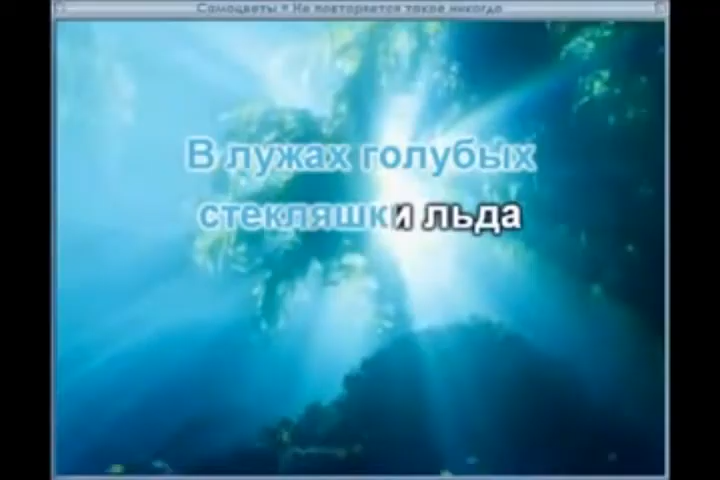 Самоцветы * Не повторяется такое никогда
В лужах голубых
стекляшки льда